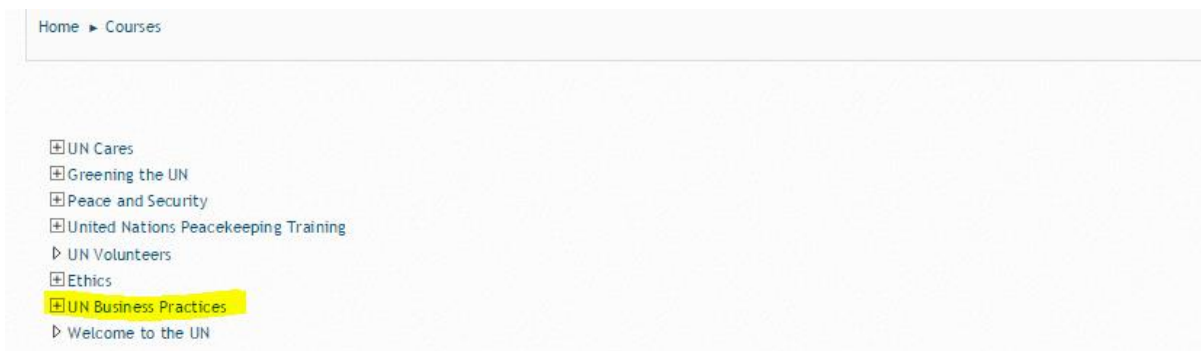 Home ► Courses
UN Cares
Greening the UN
Peace and Security
United Nations Peacekeeping Training
UN Volunteers
Ethics
UN Business Practices
Welcome to the UN